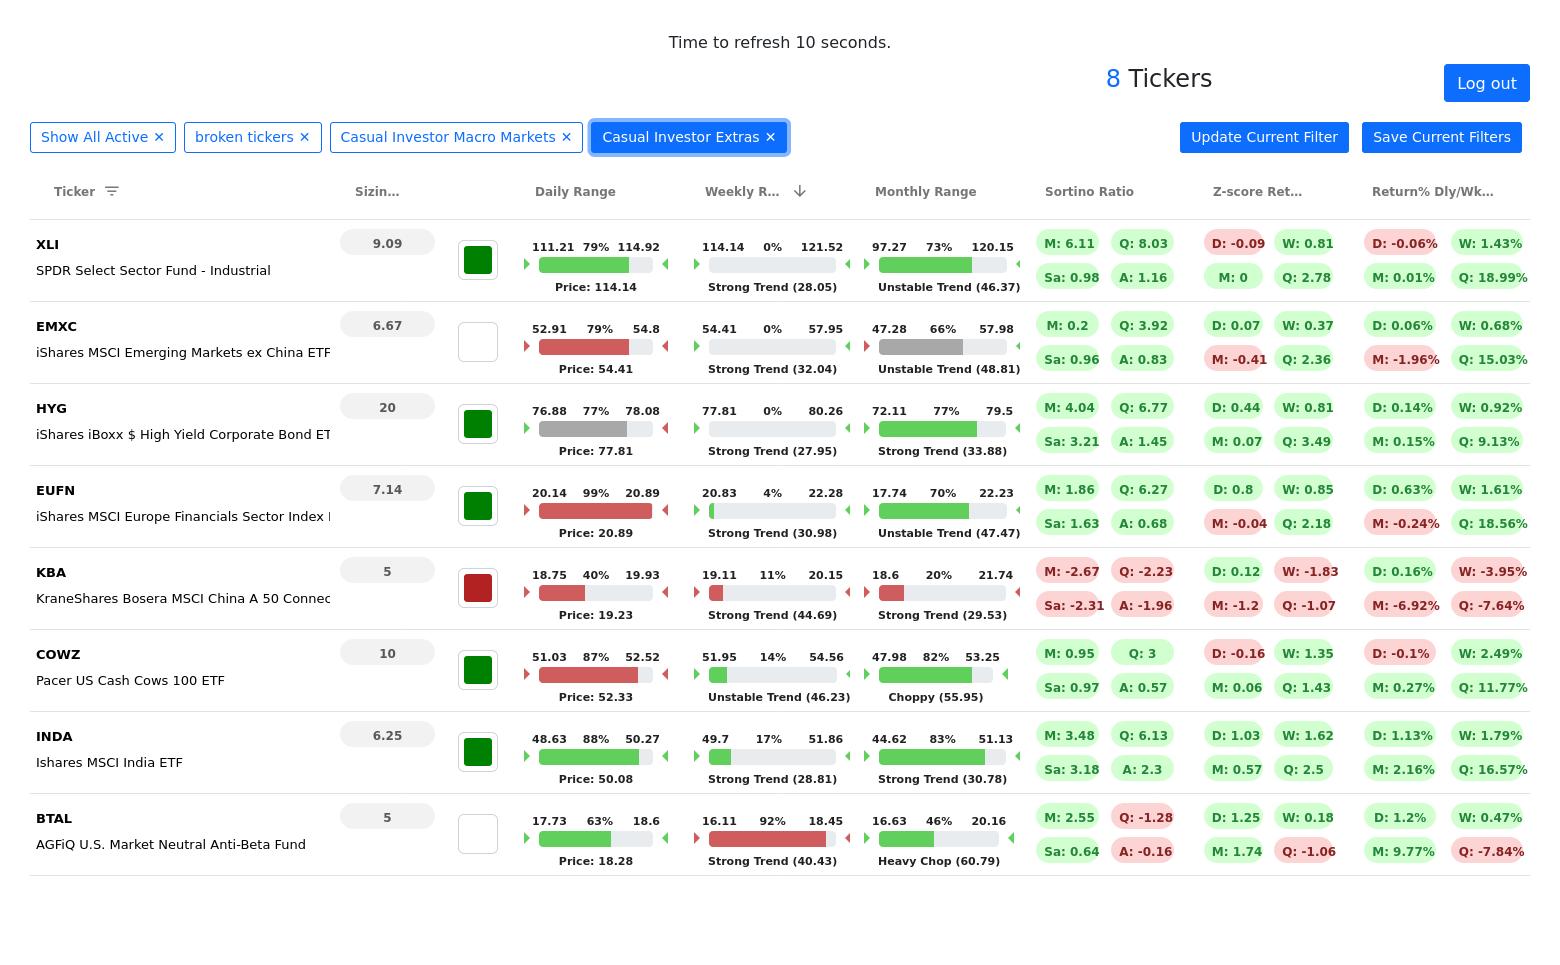 Time to refresh 10 seconds.
8 Tickers
Log out
Show All Active ✕ broken tickers ✕ Casual Investor Macro Markets ✕ Casual Investor Extras ✕ Update Current Filter Save Current Filters
Ticker Sizin… Daily Range Weekly R… Monthly Range Sortino Ratio Z-score Ret… Return% Dly/Wk…
XLI 9.09 111.21 79% 114.92 114.14 0% 121.52 97.27 73% 120.15 M: 6.11 Q: 8.03 D: -0.09 W: 0.81 D: -0.06% W: 1.43%
SPDR Select Sector Fund - Industrial Sa: 0.98 A: 1.16 M: 0 Q: 2.78 M: 0.01% Q: 18.99%
Price: 114.14 Strong Trend (28.05) Unstable Trend (46.37)
EMXC 6.67 52.91 79% 54.8 54.41 0% 57.95 47.28 66% 57.98 M: 0.2 Q: 3.92 D: 0.07 W: 0.37 D: 0.06% W: 0.68%
iShares MSCI Emerging Markets ex China ETF Sa: 0.96 A: 0.83 M: -0.41 Q: 2.36 M: -1.96% Q: 15.03%
Price: 54.41 Strong Trend (32.04) Unstable Trend (48.81)
HYG 20 76.88 77% 78.08 77.81 0% 80.26 72.11 77% 79.5 M: 4.04 Q: 6.77 D: 0.44 W: 0.81 D: 0.14% W: 0.92%
iShares iBoxx $ High Yield Corporate Bond ET Sa: 3.21 A: 1.45 M: 0.07 Q: 3.49 M: 0.15% Q: 9.13%
Price: 77.81 Strong Trend (27.95) Strong Trend (33.88)
EUFN 7.14 20.14 99% 20.89 20.83 4% 22.28 17.74 70% 22.23 M: 1.86 Q: 6.27 D: 0.8 W: 0.85 D: 0.63% W: 1.61%
iShares MSCI Europe Financials Sector Index Sa: 1.63 A: 0.68 M: -0.04 Q: 2.18 M: -0.24% Q: 18.56%
Price: 20.89 Strong Trend (30.98) Unstable Trend (47.47)
KBA 5 18.75 40% 19.93 19.11 11% 20.15 18.6 20% 21.74 M: -2.67 Q: -2.23 D: 0.12 W: -1.83 D: 0.16% W: -3.95%
KraneShares Bosera MSCI China A 50 Connec Sa: -2.31 A: -1.96 M: -1.2 Q: -1.07 M: -6.92% Q: -7.64%
Price: 19.23 Strong Trend (44.69) Strong Trend (29.53)
COWZ 10 51.03 87% 52.52 51.95 14% 54.56 47.98 82% 53.25 M: 0.95 Q: 3 D: -0.16 W: 1.35 D: -0.1% W: 2.49%
Pacer US Cash Cows 100 ETF Sa: 0.97 A: 0.57 M: 0.06 Q: 1.43 M: 0.27% Q: 11.77%
Price: 52.33 Unstable Trend (46.23) Choppy (55.95)
INDA 6.25 48.63 88% 50.27 49.7 17% 51.86 44.62 83% 51.13 M: 3.48 Q: 6.13 D: 1.03 W: 1.62 D: 1.13% W: 1.79%
Ishares MSCI India ETF Sa: 3.18 A: 2.3 M: 0.57 Q: 2.5 M: 2.16% Q: 16.57%
Price: 50.08 Strong Trend (28.81) Strong Trend (30.78)
BTAL 5 17.73 63% 18.6 16.11 92% 18.45 16.63 46% 20.16 M: 2.55 Q: -1.28 D: 1.25 W: 0.18 D: 1.2% W: 0.47%
AGFiQ U.S. Market Neutral Anti-Beta Fund Sa: 0.64 A: -0.16 M: 1.74 Q: -1.06 M: 9.77% Q: -7.84%
Price: 18.28 Strong Trend (40.43) Heavy Chop (60.79)